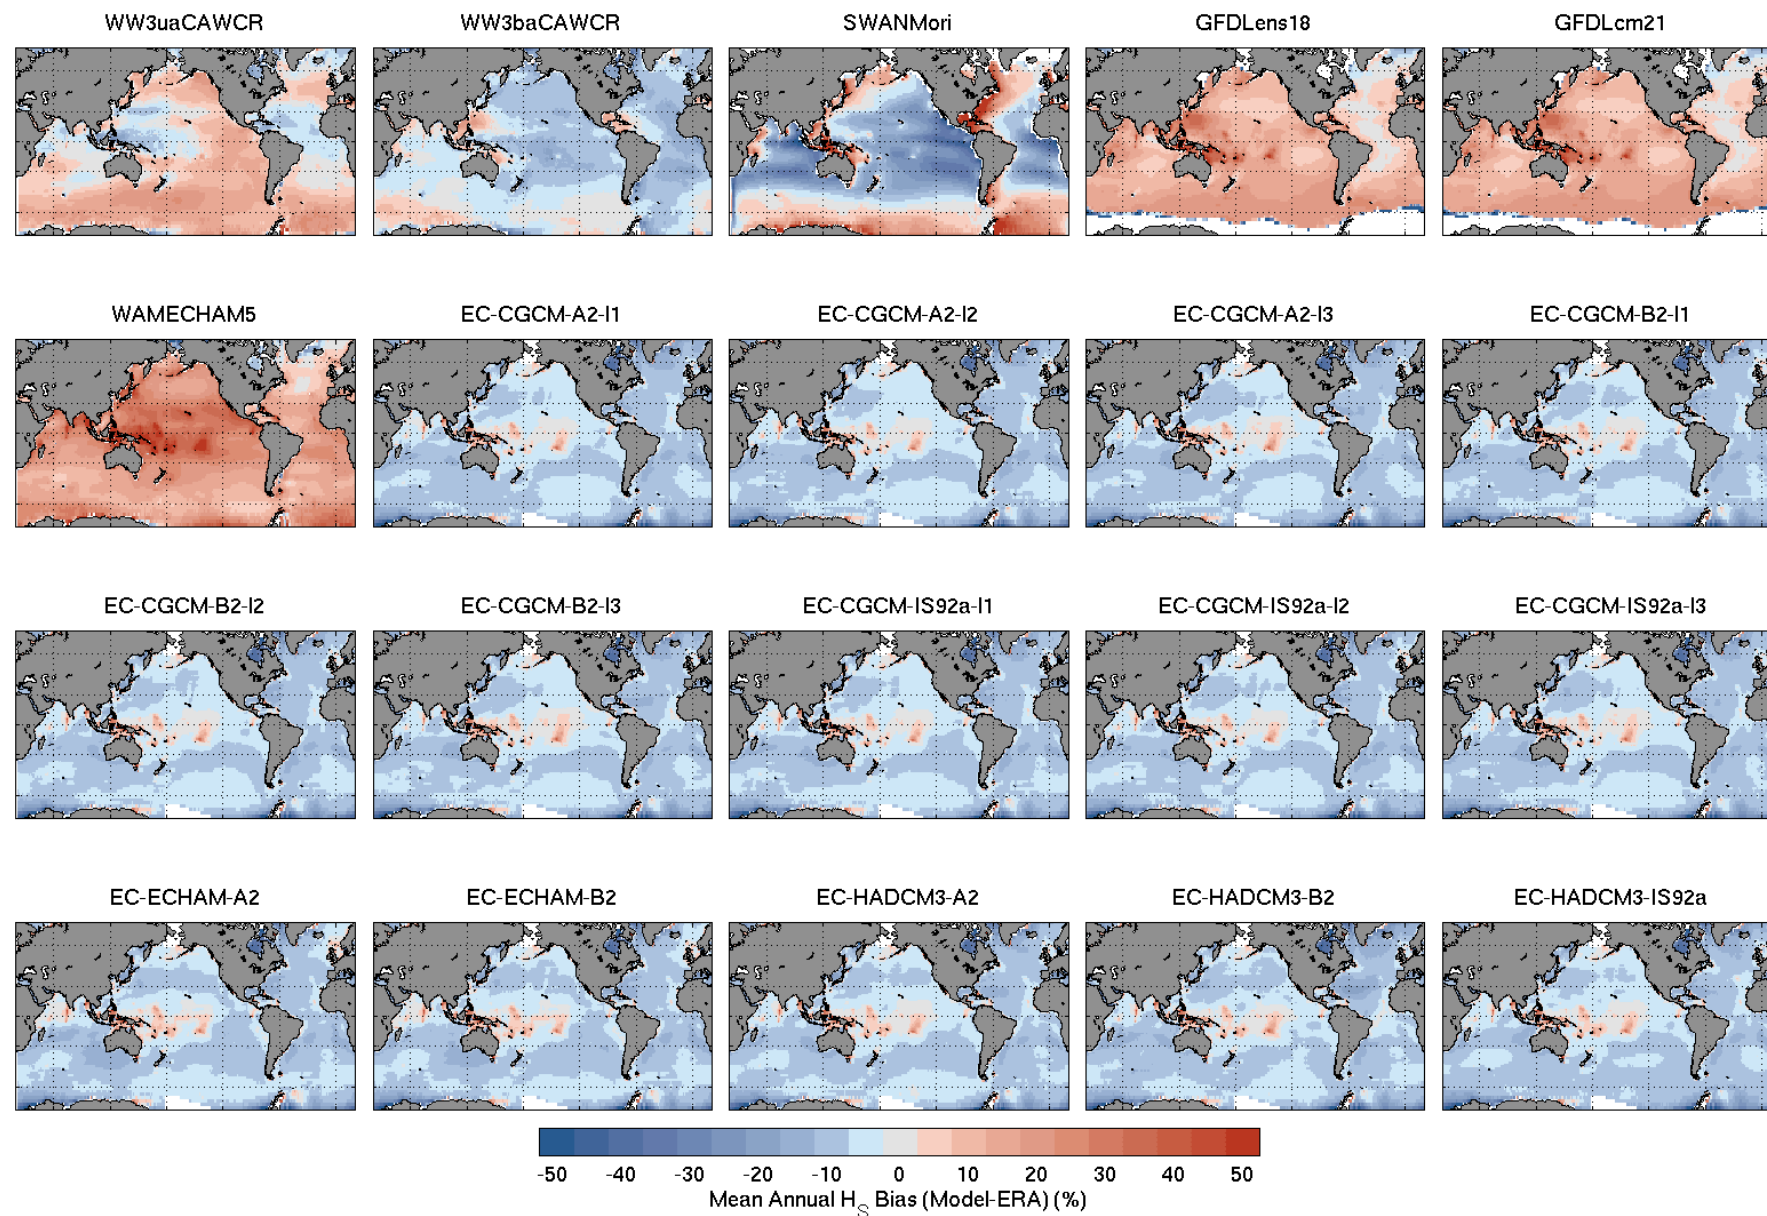 WW3uaCAWCR WW3baCAWCR SWANMori GFDLens18 GFDLcm21
WAMECHAM5 EC-CGCM-A2-I1 EC-CGCM-A2-I2 EC-CGCM-A2-I3 EC-CGCM-B2-I1
EC-CGCM-B2-I2 EC-CGCM-B2-I3 EC-CGCM-IS92a-I1 EC-CGCM-IS92a-I2 EC-CGCM-IS92a-I3
EC-ECHAM-A2 EC-ECHAM-B2 EC-HADCM3-A2 EC-HADCM3-B2 EC-HADCM3-IS92a
-50 -40 -30 -20 -10 0 10 20 30 40 50
Mean Annual H_S Bias (Model-ERA) (%)